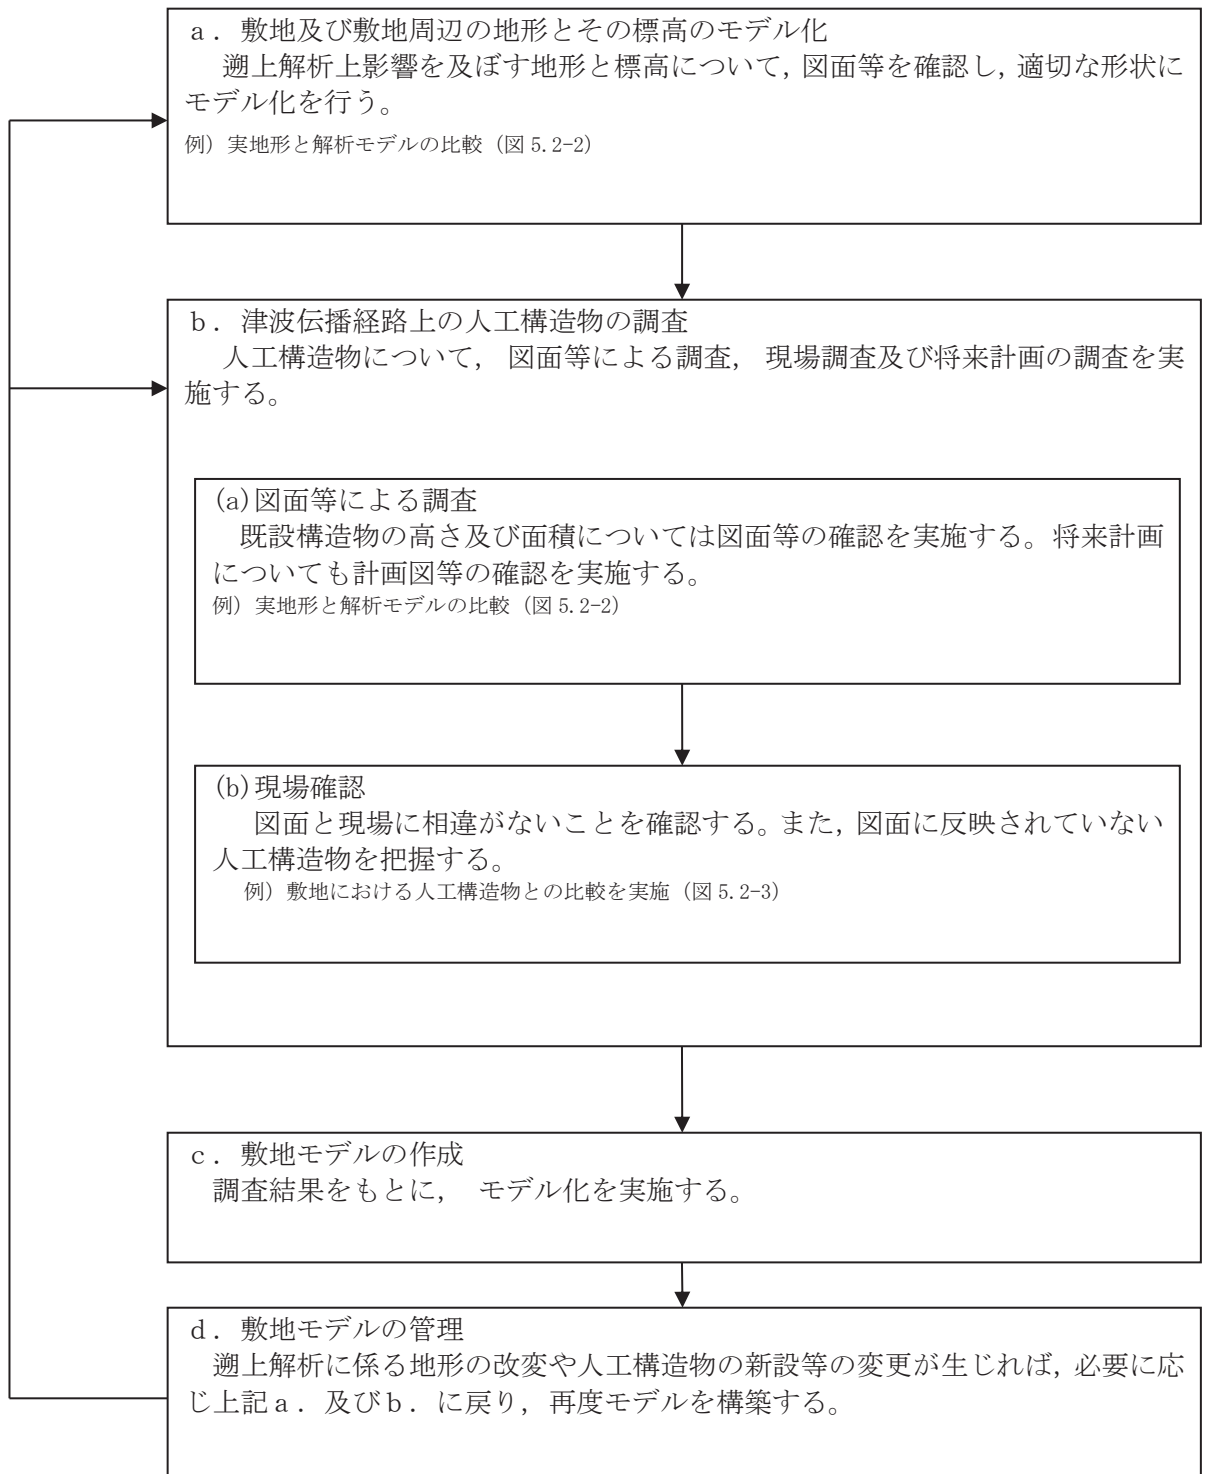 a．敷地及び敷地周辺の地形とその標高のモデル化
遡上解析上影響を及ぼす地形と標高について，図面等を確認し，適切な形状に
モデル化を行う。
例）実地形と解析モデルの比較（図 5.2-2）
b．津波伝播経路上の人工構造物の調査
人工構造物について， 図面等による調査， 現場調査及び将来計画の調査を実
施する。
(a)図面等による調査
既設構造物の高さ及び面積については図面等の確認を実施する。将来計画
についても計画図等の確認を実施する。
例）実地形と解析モデルの比較（図 5.2-2）
(b)現場確認
図面と現場に相違がないことを確認する。また，図面に反映されていない
人工構造物を把握する。
例）敷地における人工構造物との比較を実施（図 5.2-3）
c．敷地モデルの作成
調査結果をもとに， モデル化を実施する。
d．敷地モデルの管理
遡上解析に係る地形の改変や人工構造物の新設等の変更が生じれば，必要に応
じ上記a．及びb．に戻り，再度モデルを構築する。